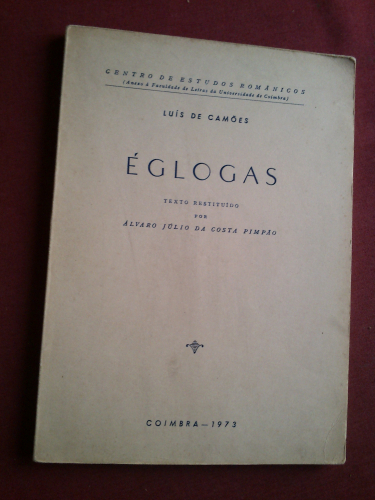 CENTRO DE ESTUDOS ROMÂNICOS
(Anexo à Faculdade de Letras da Universidade de Coimbra)
LUÍS DE CAMÕES
ÉGLOGAS
TEXTO RESTITUÍDO
POR
ÁLVARO JÚLIO DA COSTA PIMPÃO
COIMBRA—1973